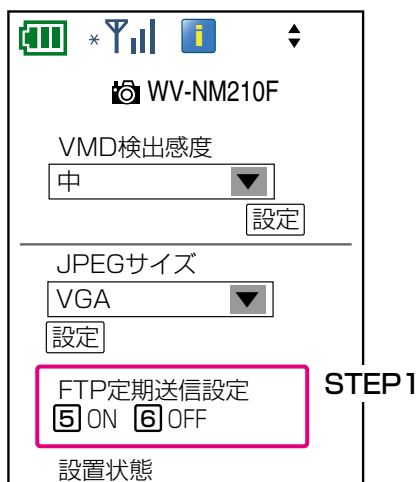 WV-NM210F
VMD検出感度
中
設定
JPEGサイズ
VGA
設定
FTP定期送信設定
STEP1
5 ON 6 OFF
設置状態